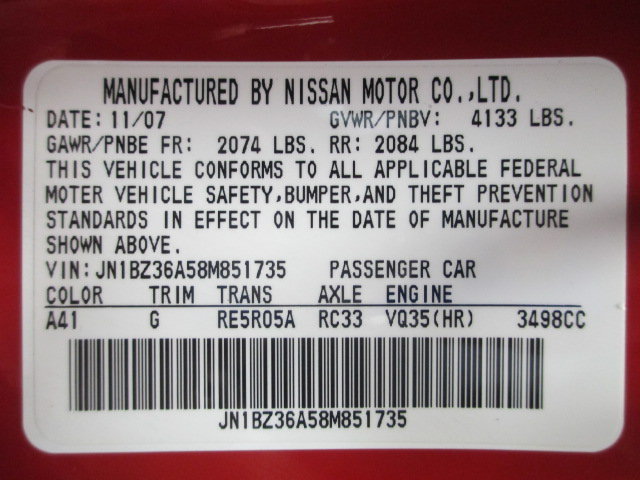 MANUFACTURED BY NISSAN MOTOR CO.,LTD.
DATE: 11/07 GVWR/PNBV: 4133 LBS.
GAWR/PNBE FR: 2074 LBS. RR: 2084 LBS.
THIS VEHICLE CONFORMS TO ALL APPLICABLE FEDERAL
MOTER VEHICLE SAFETY,BUMPER,AND THEFT PREVENTION
STANDARDS IN EFFECT ON THE DATE OF MANUFACTURE
SHOWN ABOVE.
VIN: JN1BZ36A58M851735 PASSENGER CAR
COLOR TRIM TRANS AXLE ENGINE
A41 G RE5R05A RC33 VQ35(HR) 3498CC
JN1BZ36A58M851735